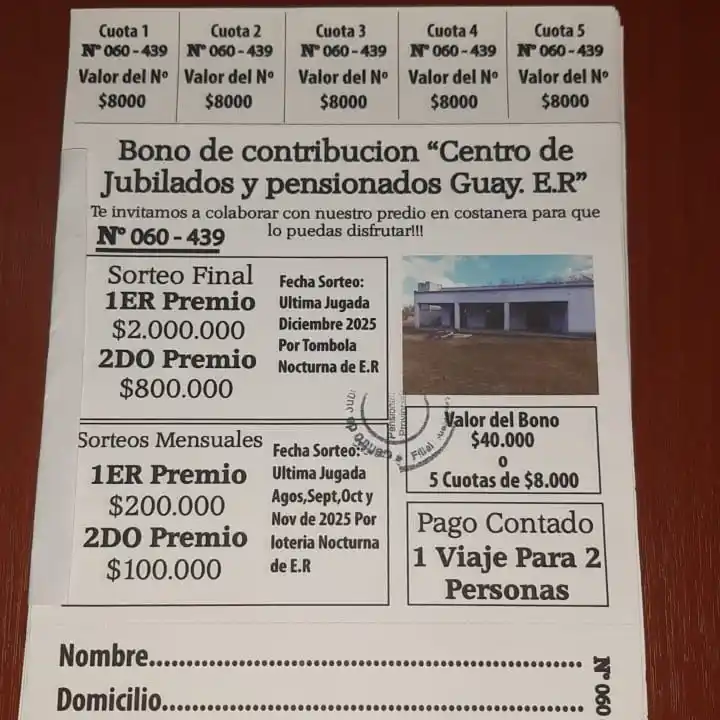 Cuota 1 Cuota 2 Cuota 3 Cuota 4 Cuota 5
Nº 060 - 439 Nº 060 - 439 Nº 060 - 439 Nº 060 - 439 Nº 060 - 439
Valor del Nº Valor del Nº Valor del Nº Valor del Nº Valor del Nº
$8000 $8000 $8000 $8000 $8000
Bono de contribucion “Centro de
Jubilados y pensionados Guay. E.R”
Te invitamos a colaborar con nuestro predio en costanera para que
lo puedas disfrutar!!!
Nº 060 - 439
Sorteo Final
1ER Premio
$2.000.000
2DO Premio
$800.000
Fecha Sorteo:
Ultima Jugada
Diciembre 2025
Por Tombola
Nocturna de E.R
Sorteos Mensuales
1ER Premio
$200.000
2DO Premio
$100.000
Fecha Sorteo:
Ultima Jugada
Agos,Sept,Oct y
Nov de 2025 Por
loteria Nocturna
de E.R
Filial
Valor del Bono
$40.000
o
5 Cuotas de $8.000
Pago Contado
1 Viaje Para 2
Personas
Nombre..........................................................
Domicilio........................................................
Nº 060